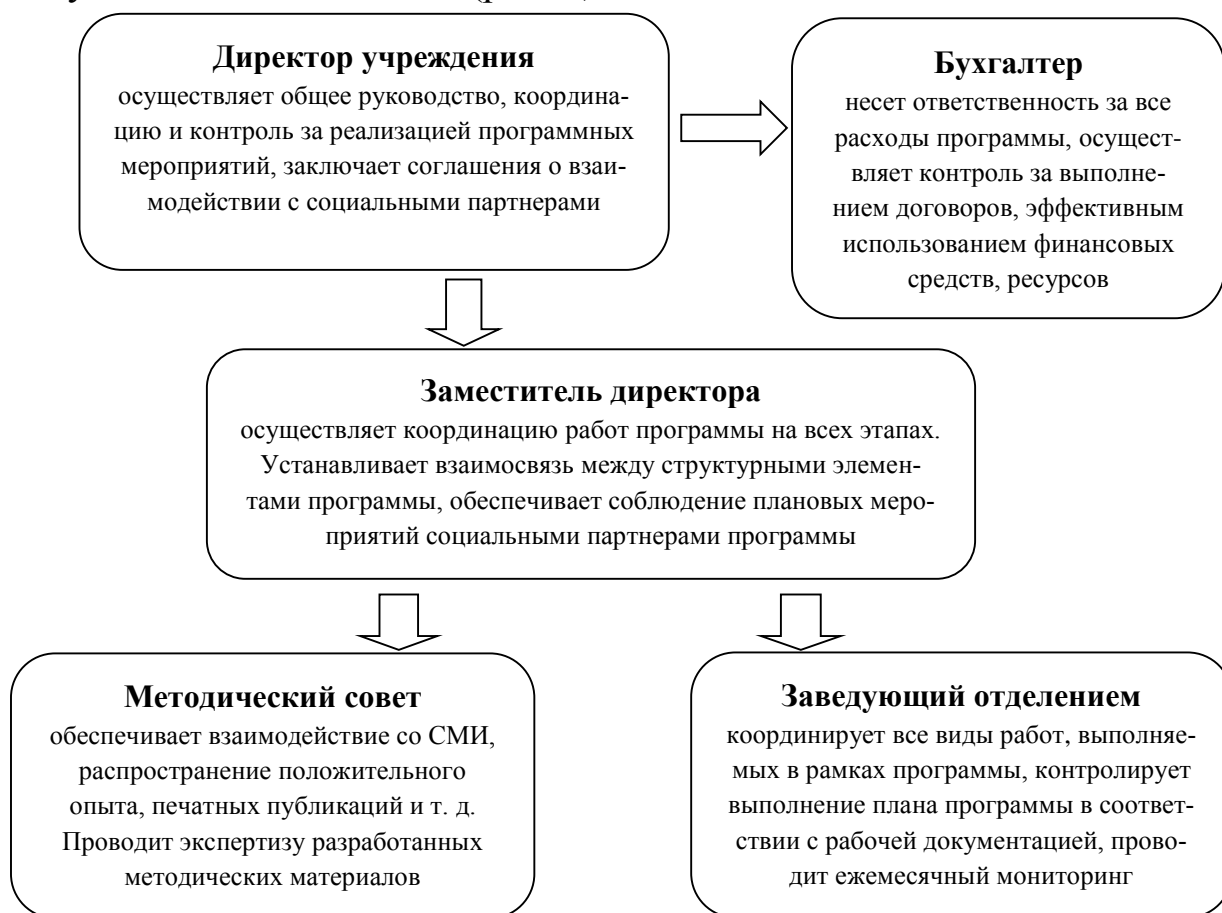 Директор учреждения
осуществляет общее руководство, координа-
цию и контроль за реализацией программных
мероприятий, заключает соглашения о взаи-
модействии с социальными партнерами
Бухгалтер
несет ответственность за все
расходы программы, осущест-
вляет контроль за выполне-
нием договоров, эффективным
использованием финансовых
средств, ресурсов
Заместитель директора
осуществляет координацию работ программы на всех этапах.
Устанавливает взаимосвязь между структурными элемен-
тами программы, обеспечивает соблюдение плановых меро-
приятий социальными партнерами программы
Методический совет
обеспечивает взаимодействие со СМИ,
распространение положительного
опыта, печатных публикаций и т. д.
Проводит экспертизу разработанных
методических материалов
Заведующий отделением
координирует все виды работ, выполняе-
мых в рамках программы, контролирует
выполнение плана программы в соответ-
ствии с рабочей документацией, прово-
дит ежемесячный мониторинг